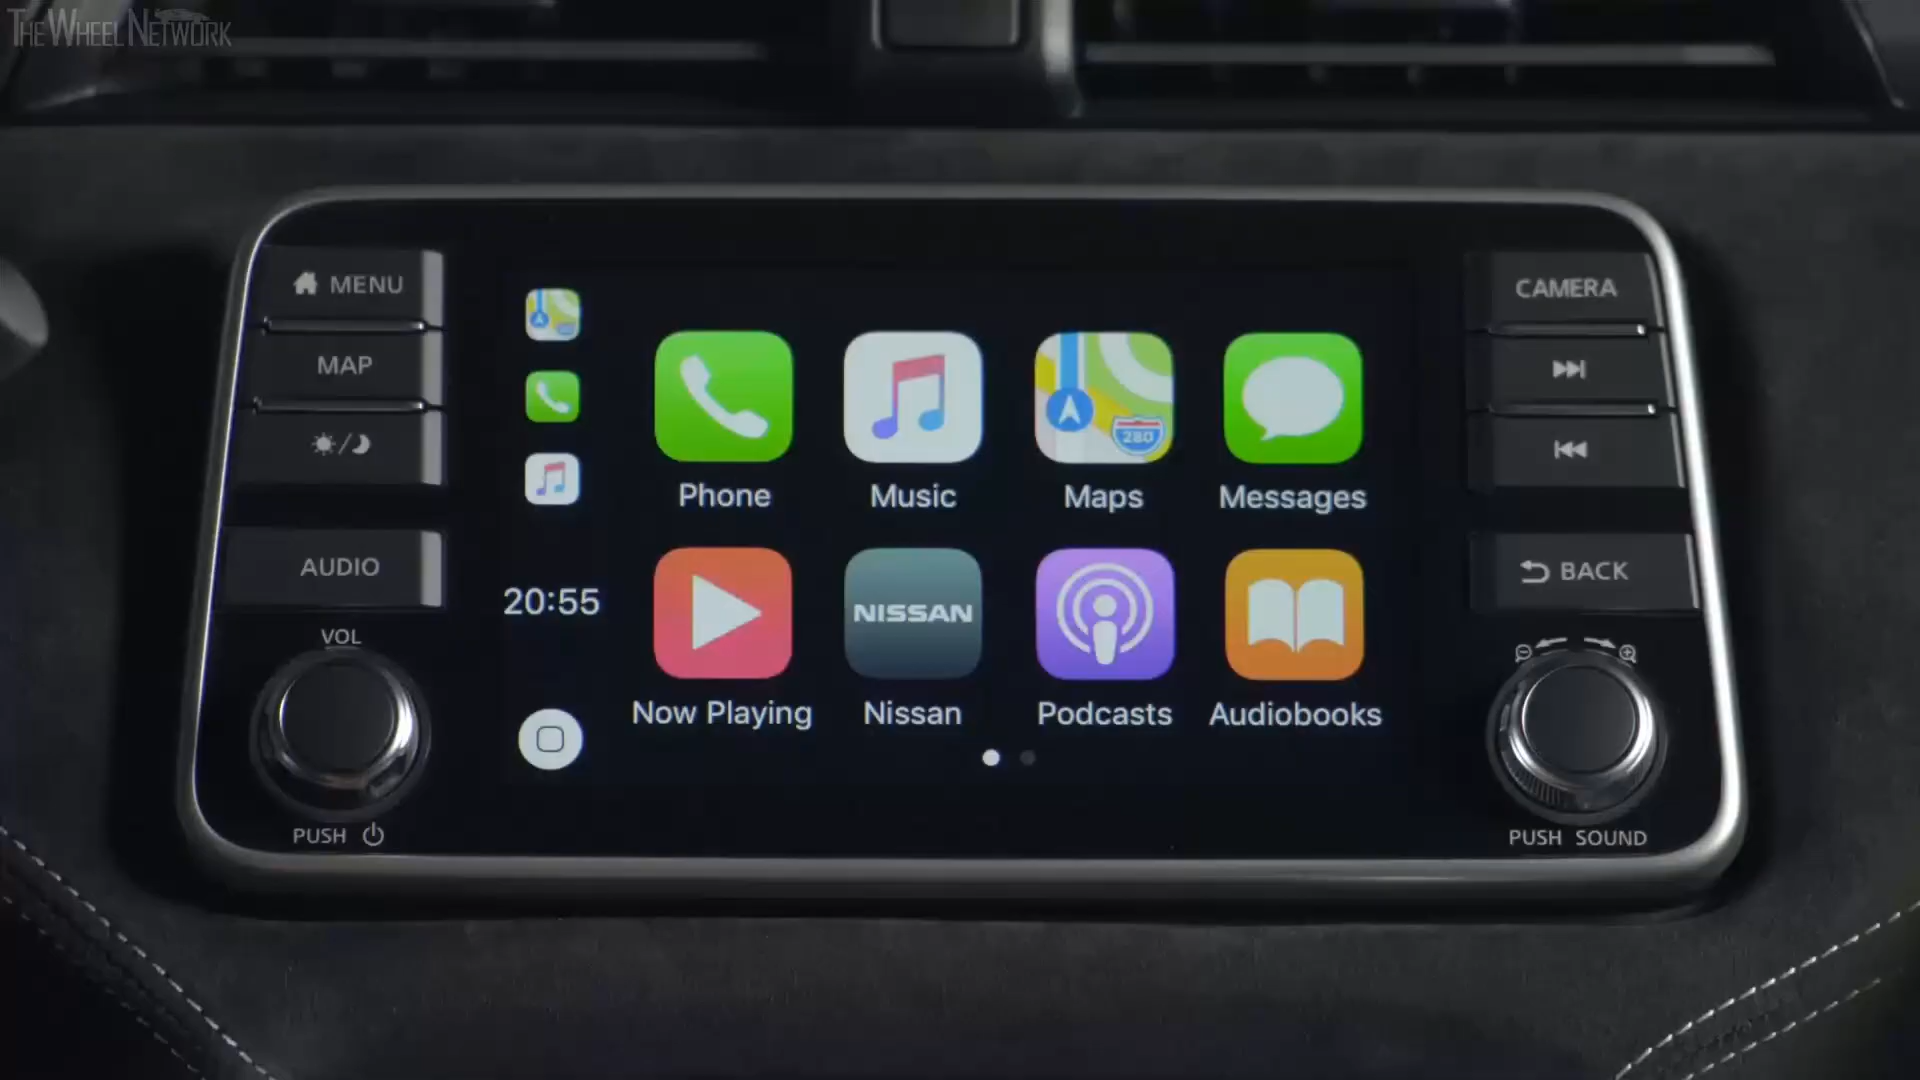 THE WHEEL NETWORK
MENU
MAP
AUDIO
VOL
PUSH
20:55
Phone
Music
280
Maps
Messages
Now Playing
NISSAN
Nissan
Podcasts
Audiobooks
CAMERA
BACK
PUSH SOUND